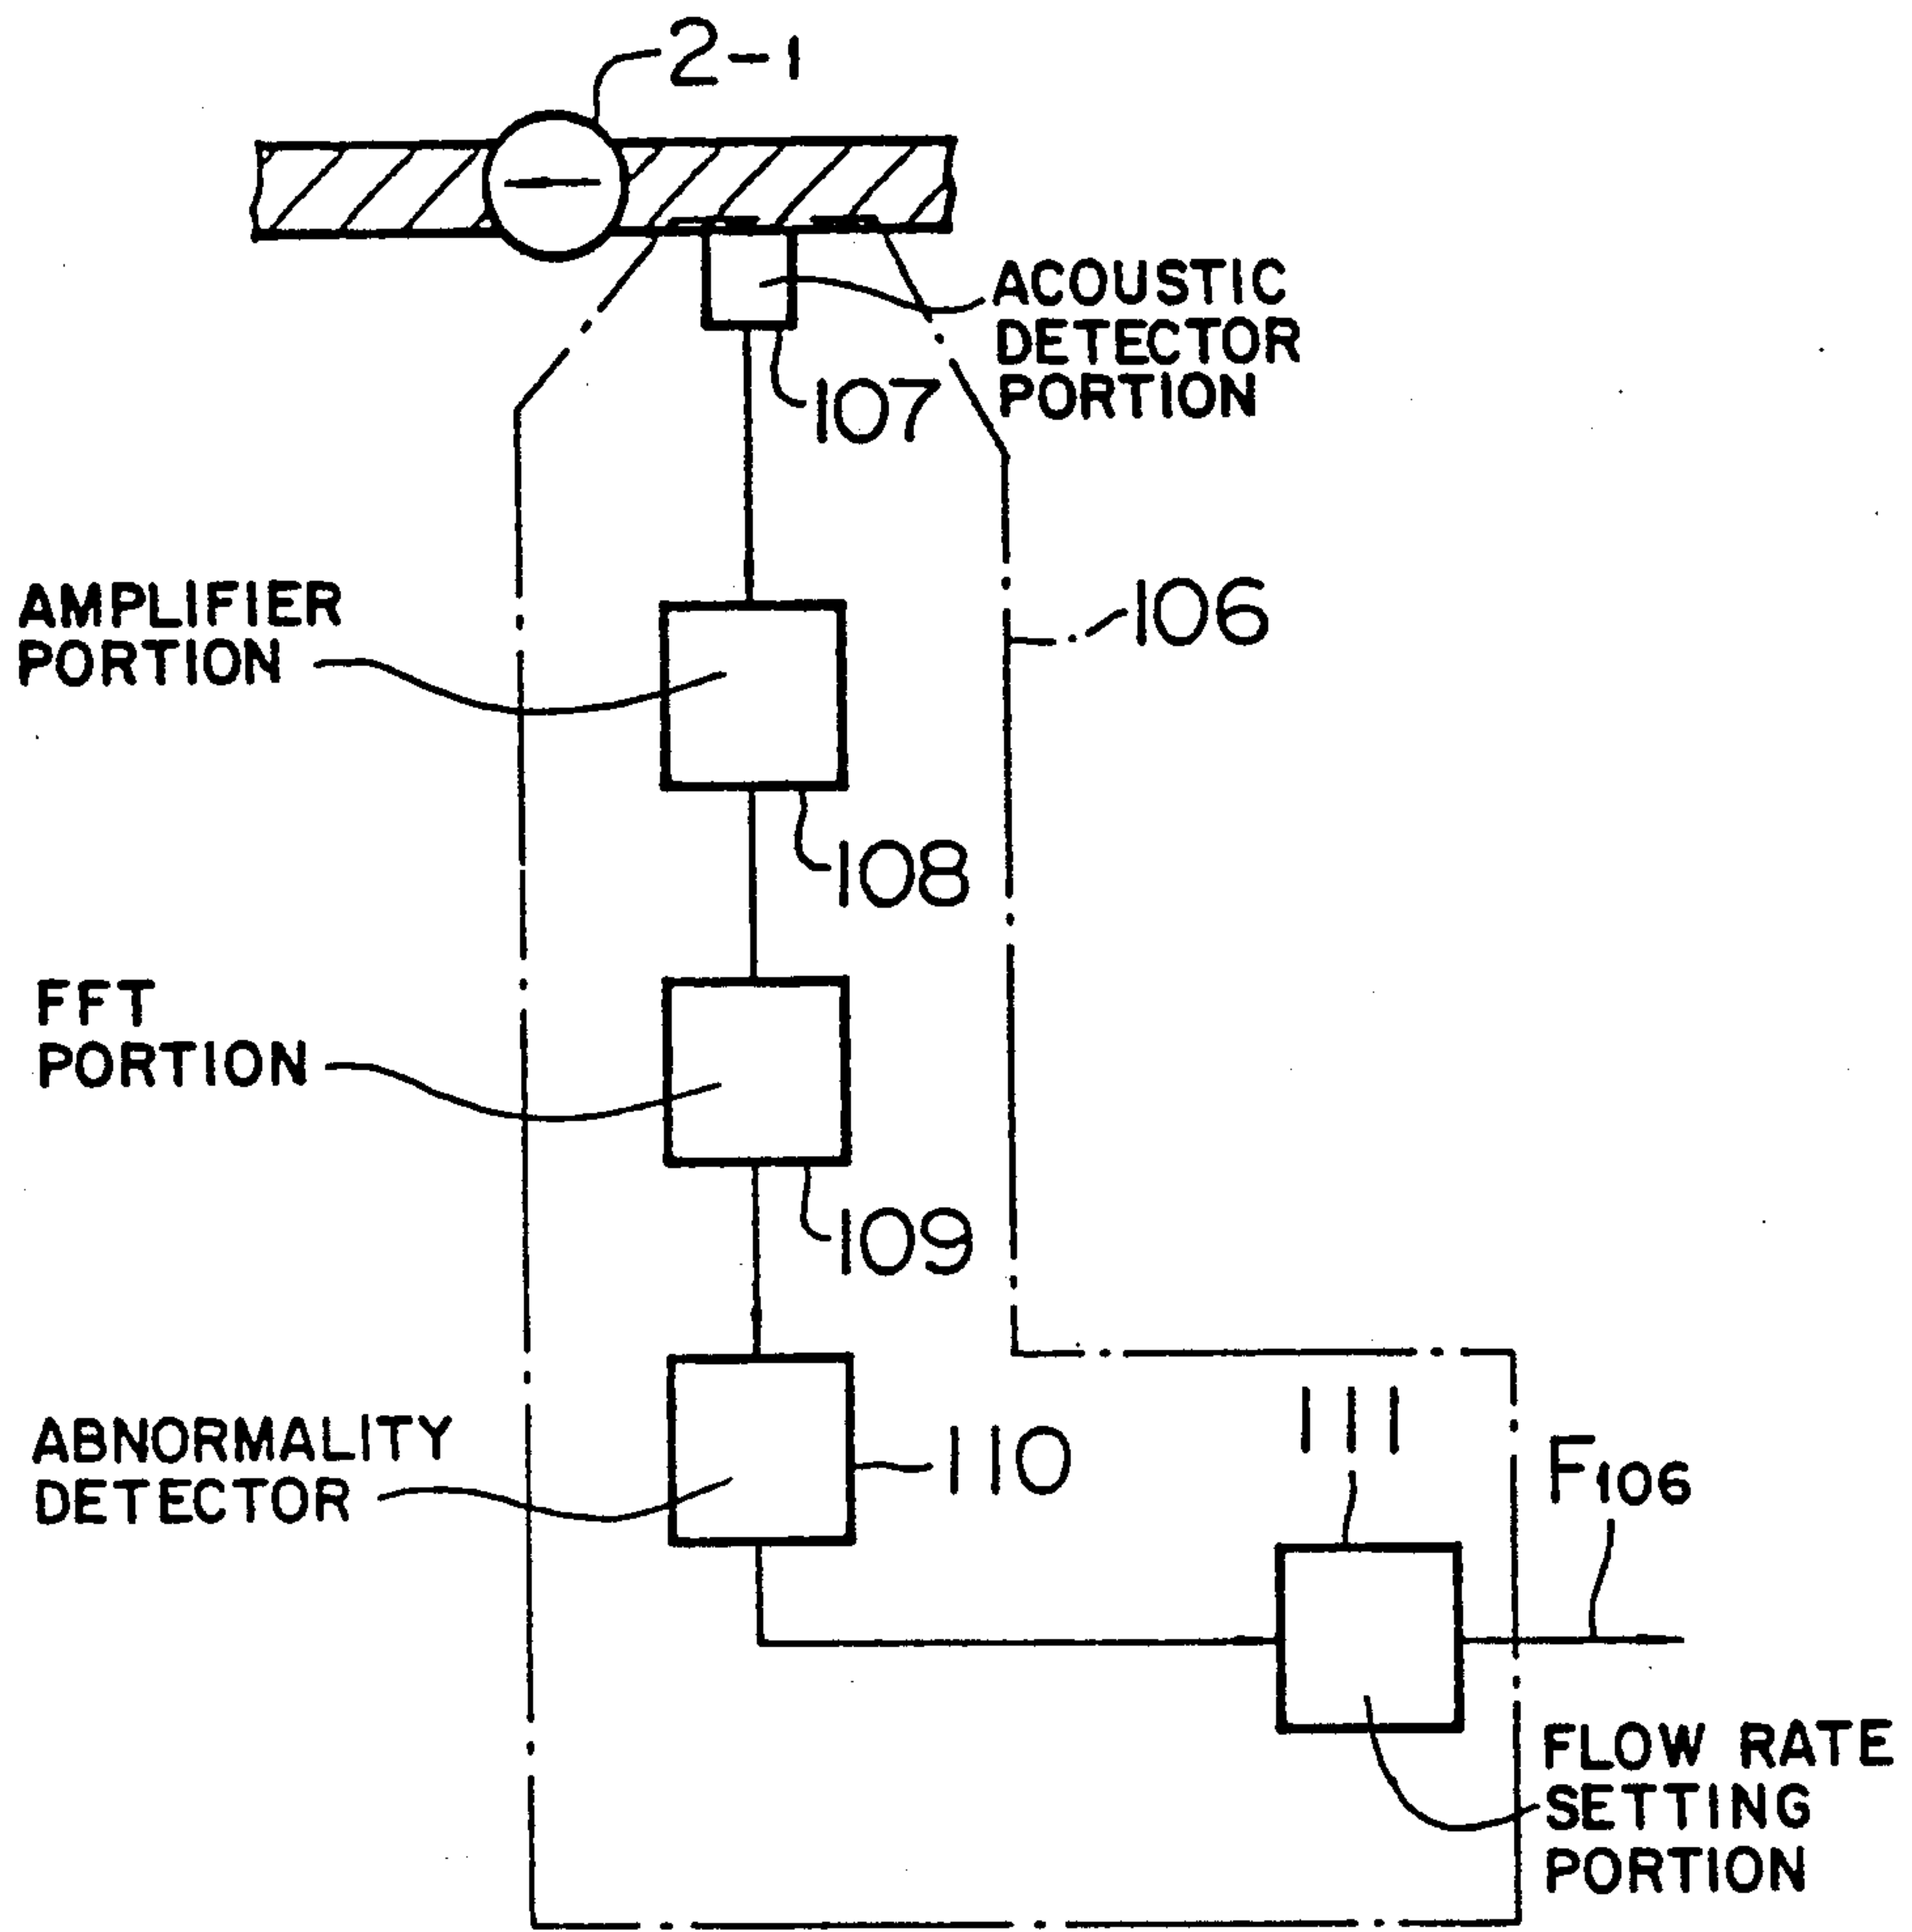 2-1
ACOUSTIC
DETECTOR
PORTION
107
AMPLIFIER
PORTION
106
108
FFT
PORTION
109
ABNORMALITY
DETECTOR
110
111
F106
FLOW RATE
SETTING
PORTION